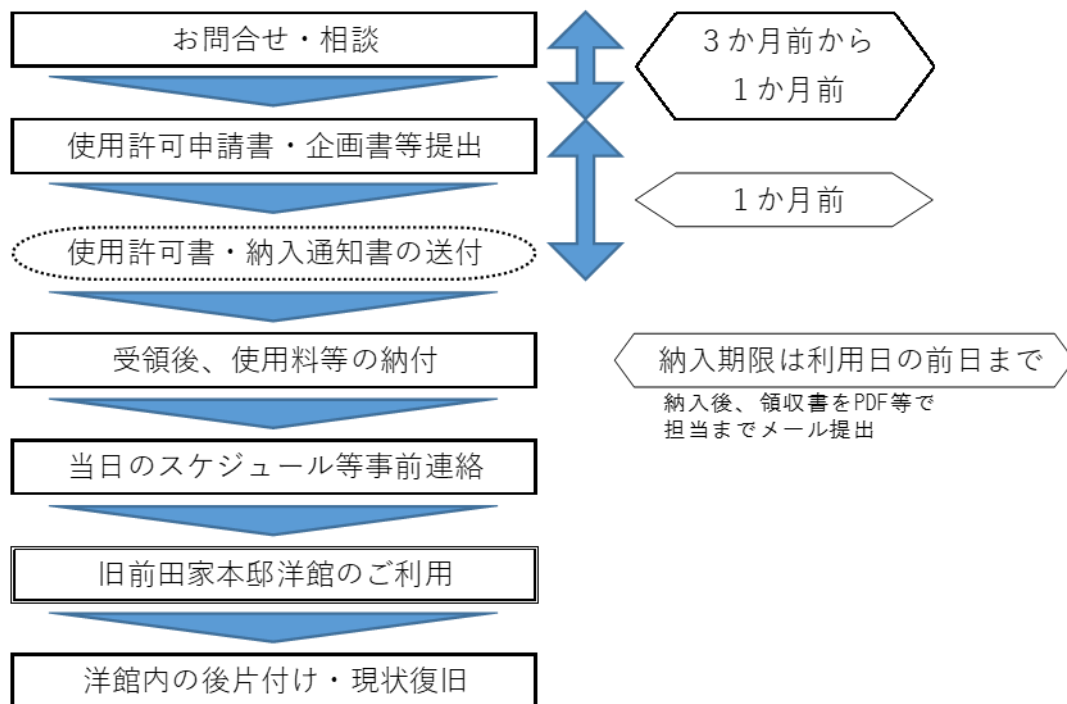 お問合せ・相談
３か月前から
１か月前
使用許可申請書・企画書等提出
１か月前
使用許可書・納入通知書の送付
受領後、使用料等の納付
納入期限は利用日の前日まで
納入後、領収書をPDF等で
担当までメール提出
当日のスケジュール等事前連絡
旧前田家本邸洋館のご利用
洋館内の後片付け・現状復旧